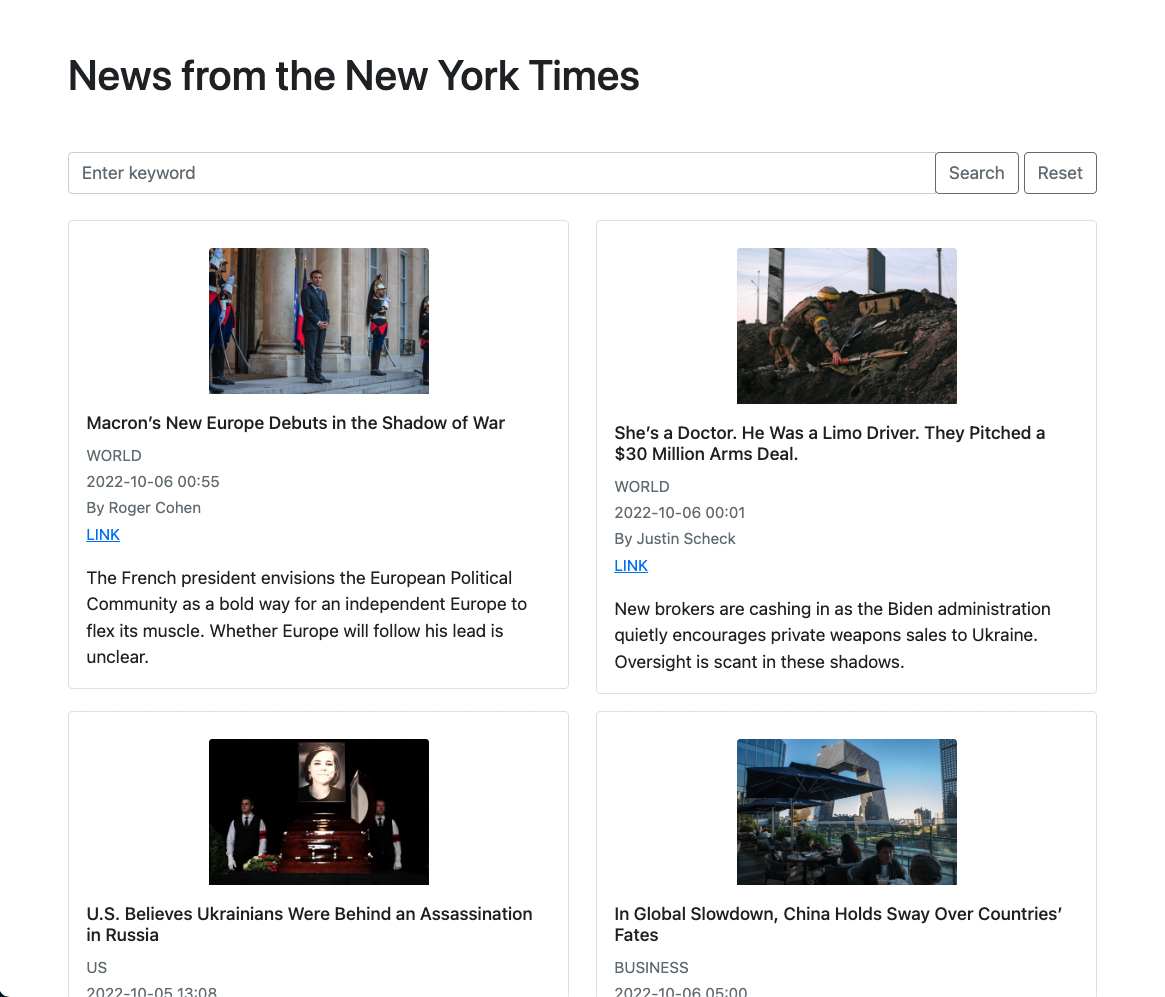 News from the New York Times
Enter keyword
Search
Reset
Macron’s New Europe Debuts in the Shadow of War
WORLD
2022-10-06 00:55
By Roger Cohen
LINK
The French president envisions the European Political
Community as a bold way for an independent Europe to
flex its muscle. Whether Europe will follow his lead is
unclear.
She’s a Doctor. He Was a Limo Driver. They Pitched a
$30 Million Arms Deal.
WORLD
2022-10-06 00:01
By Justin Scheck
LINK
New brokers are cashing in as the Biden administration
quietly encourages private weapons sales to Ukraine.
Oversight is scant in these shadows.
U.S. Believes Ukrainians Were Behind an Assassination
in Russia
US
2022-10-05 13:08
In Global Slowdown, China Holds Sway Over Countries’
Fates
BUSINESS
2022-10-06 05:00